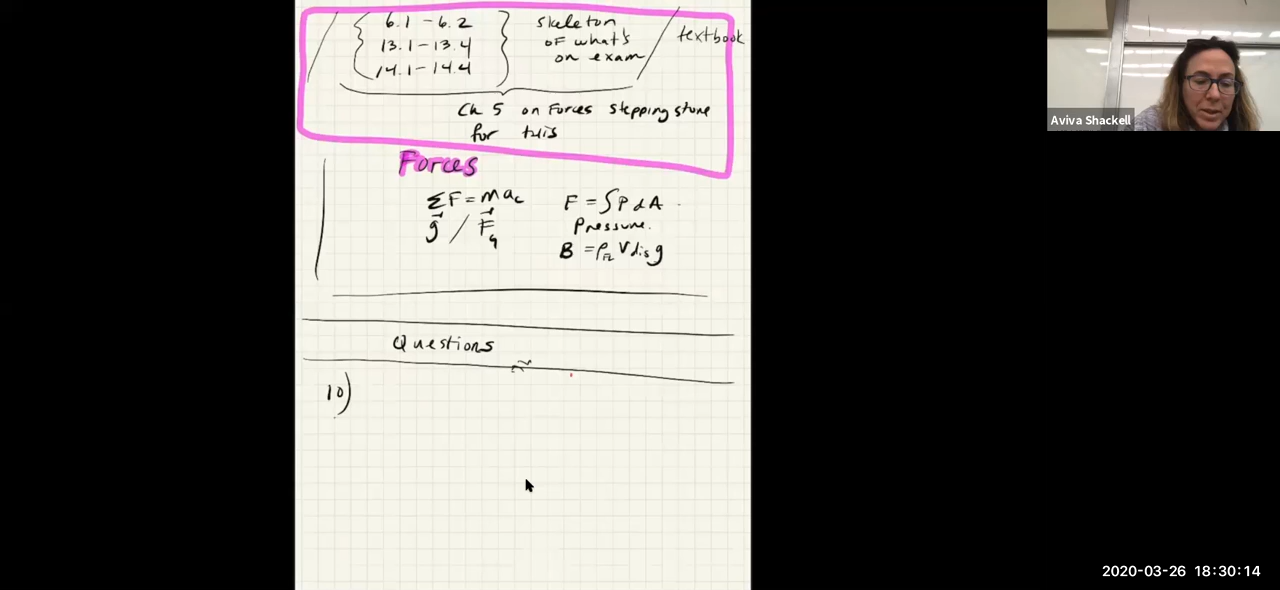 6.1 - 6.2
13.1 - 13.4
14.1 - 14.4
skeleton
of what's
on exam
textbook
Ch 5 on Forces stepping stone
for this
Forces
ΣF = mac
g / Fg
F = ∫PdA
Pressure.
B = ρFL Vdis g
Questions
10)
Aviva Shackell
2020-03-26 18:30:14